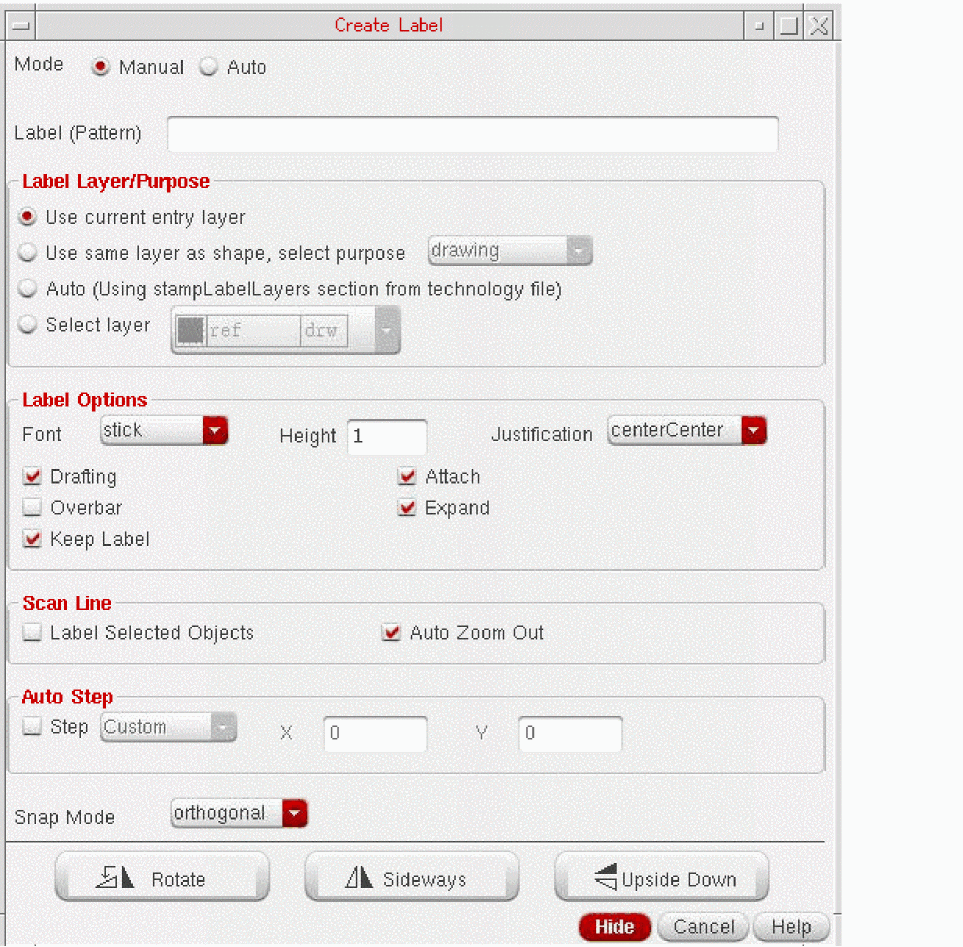 Create Label
Mode Manual Auto
Label (Pattern)
Label Layer/Purpose
Use current entry layer
Use same layer as shape, select purpose drawing
Auto (Using stampLabelLayers section from technology file)
Select layer ref drw
Label Options
Font stick Height 1 Justification centerCenter
Drafting Attach
Overbar Expand
Keep Label
Scan Line
Label Selected Objects Auto Zoom Out
Auto Step
Step Custom X 0 Y 0
Snap Mode orthogonal
Rotate Sideways Upside Down
Hide Cancel Help